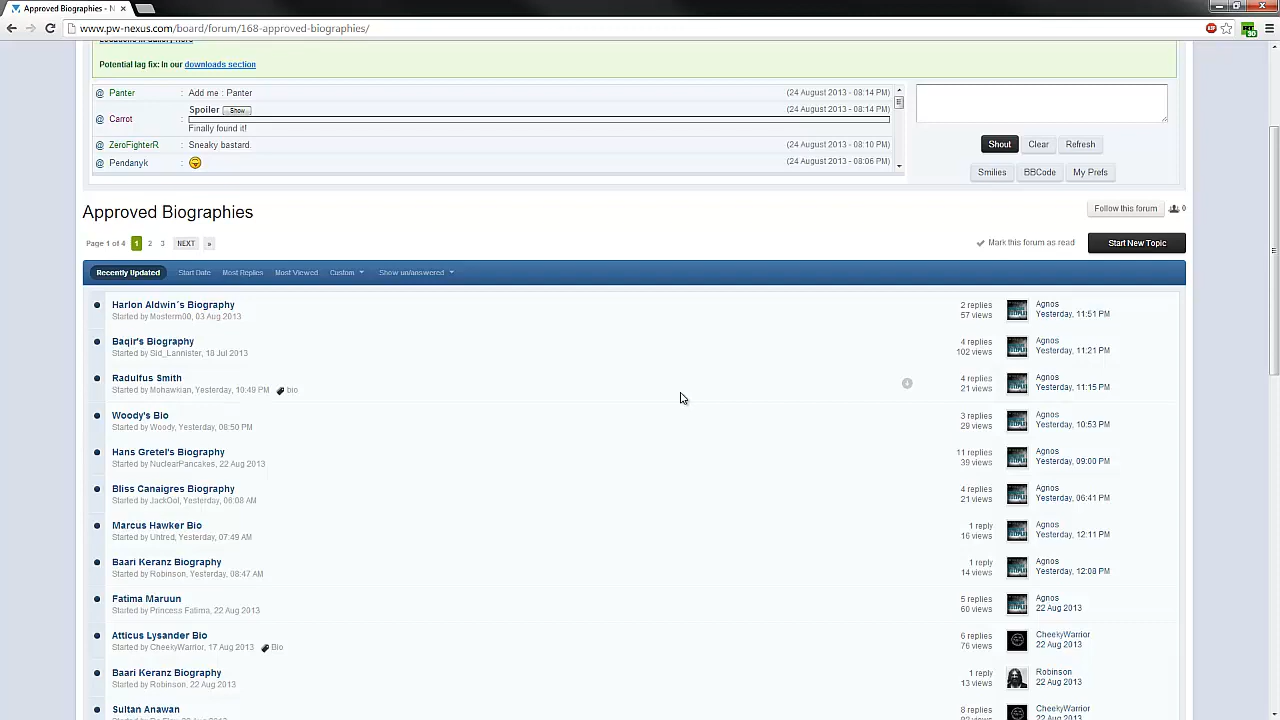 Approved Biographies - N
www.pw-nexus.com/board/forum/168-approved-biographies/
Potential lag fix: In our downloads section
@ Panter : Add me : Panter (24 August 2013 - 08:14 PM)
Spoiler Show
@ Carrot : (24 August 2013 - 08:14 PM)
Finally found it!
@ ZeroFighterR : Sneaky bastard. (24 August 2013 - 08:10 PM)
@ Pendanyk : (24 August 2013 - 08:06 PM)
Shout Clear Refresh
Smilies BBCode My Prefs
Approved Biographies
Follow this forum 0
Page 1 of 4 1 2 3 NEXT »
Mark this forum as read Start New Topic
Recently Updated Start Date Most Replies Most Viewed Custom Show un/answered
Harlon Aldwin´s Biography 2 replies Agnos
Started by Mosterm00, 03 Aug 2013 57 views Yesterday, 11:51 PM
Baqir's Biography 4 replies Agnos
Started by Sid_Lannister, 18 Jul 2013 102 views Yesterday, 11:21 PM
Radulfus Smith 4 replies Agnos
Started by Mohawkian, Yesterday, 10:49 PM bio 21 views Yesterday, 11:15 PM
Woody's Bio 3 replies Agnos
Started by Woody, Yesterday, 08:50 PM 29 views Yesterday, 10:53 PM
Hans Gretel's Biography 11 replies Agnos
Started by NuclearPancakes, 22 Aug 2013 39 views Yesterday, 09:00 PM
Bliss Canaigres Biography 4 replies Agnos
Started by JackOol, Yesterday, 06:08 AM 21 views Yesterday, 06:41 PM
Marcus Hawker Bio 1 reply Agnos
Started by Uhtred, Yesterday, 07:49 AM 16 views Yesterday, 12:11 PM
Baari Keranz Biography 1 reply Agnos
Started by Robinson, Yesterday, 08:47 AM 14 views Yesterday, 12:08 PM
Fatima Maruun 5 replies Agnos
Started by Princess Fatima, 22 Aug 2013 60 views 22 Aug 2013
Atticus Lysander Bio 6 replies CheekyWarrior
Started by CheekyWarrior, 17 Aug 2013 Bio 76 views 22 Aug 2013
Baari Keranz Biography 1 reply Robinson
Started by Robinson, 22 Aug 2013 13 views 22 Aug 2013
Sultan Anawan 8 replies CheekyWarrior
22 Aug 2013